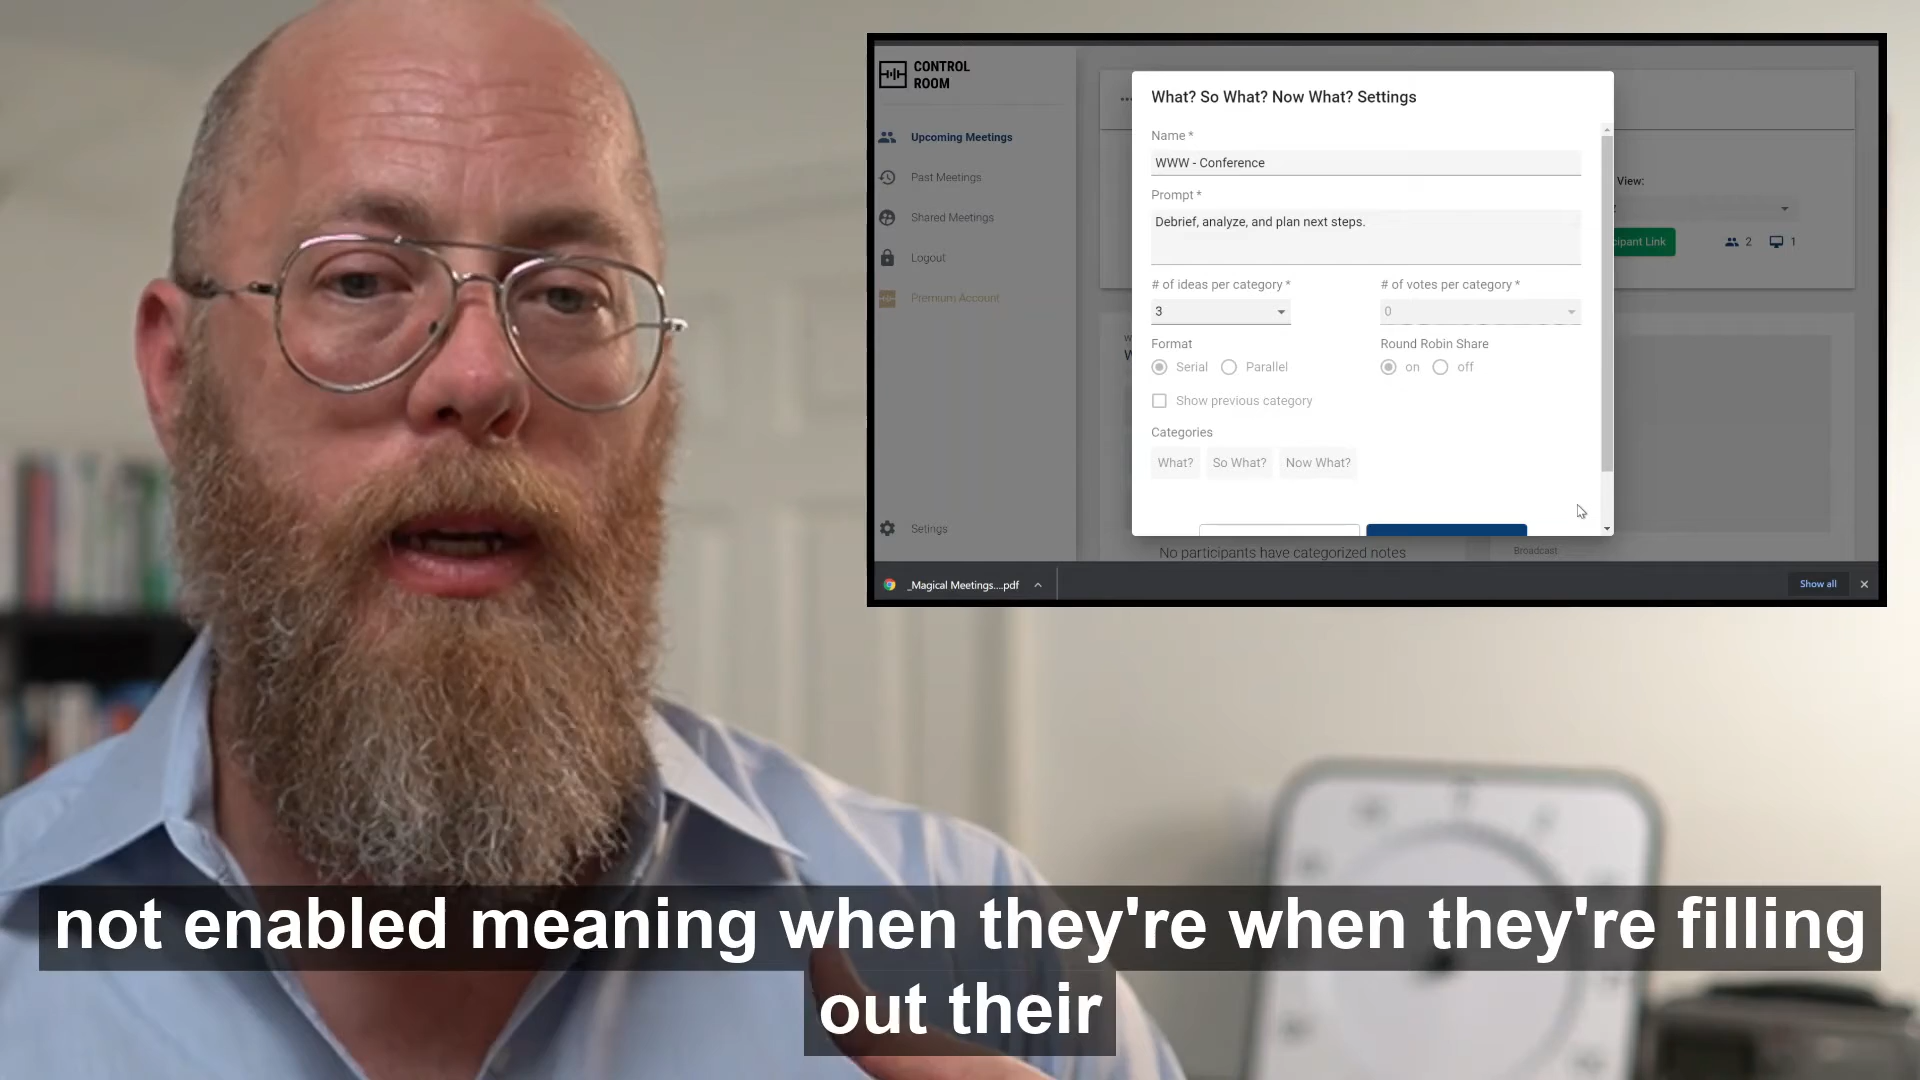 CONTROL
ROOM
Upcoming Meetings
Past Meetings
Shared Meetings
Logout
Premium Account
Setings
What? So What? Now What? Settings
Name *
WWW - Conference
Prompt *
Debrief, analyze, and plan next steps.
# of ideas per category * # of votes per category *
3 0
Format Round Robin Share
Serial Parallel on off
Show previous category
Categories
What? So What? Now What?
View:
Link
2 1
No participants have categorized notes
Broadcast
_Magical Meetings....pdf
Show all
not enabled meaning when they're when they're filling
out their